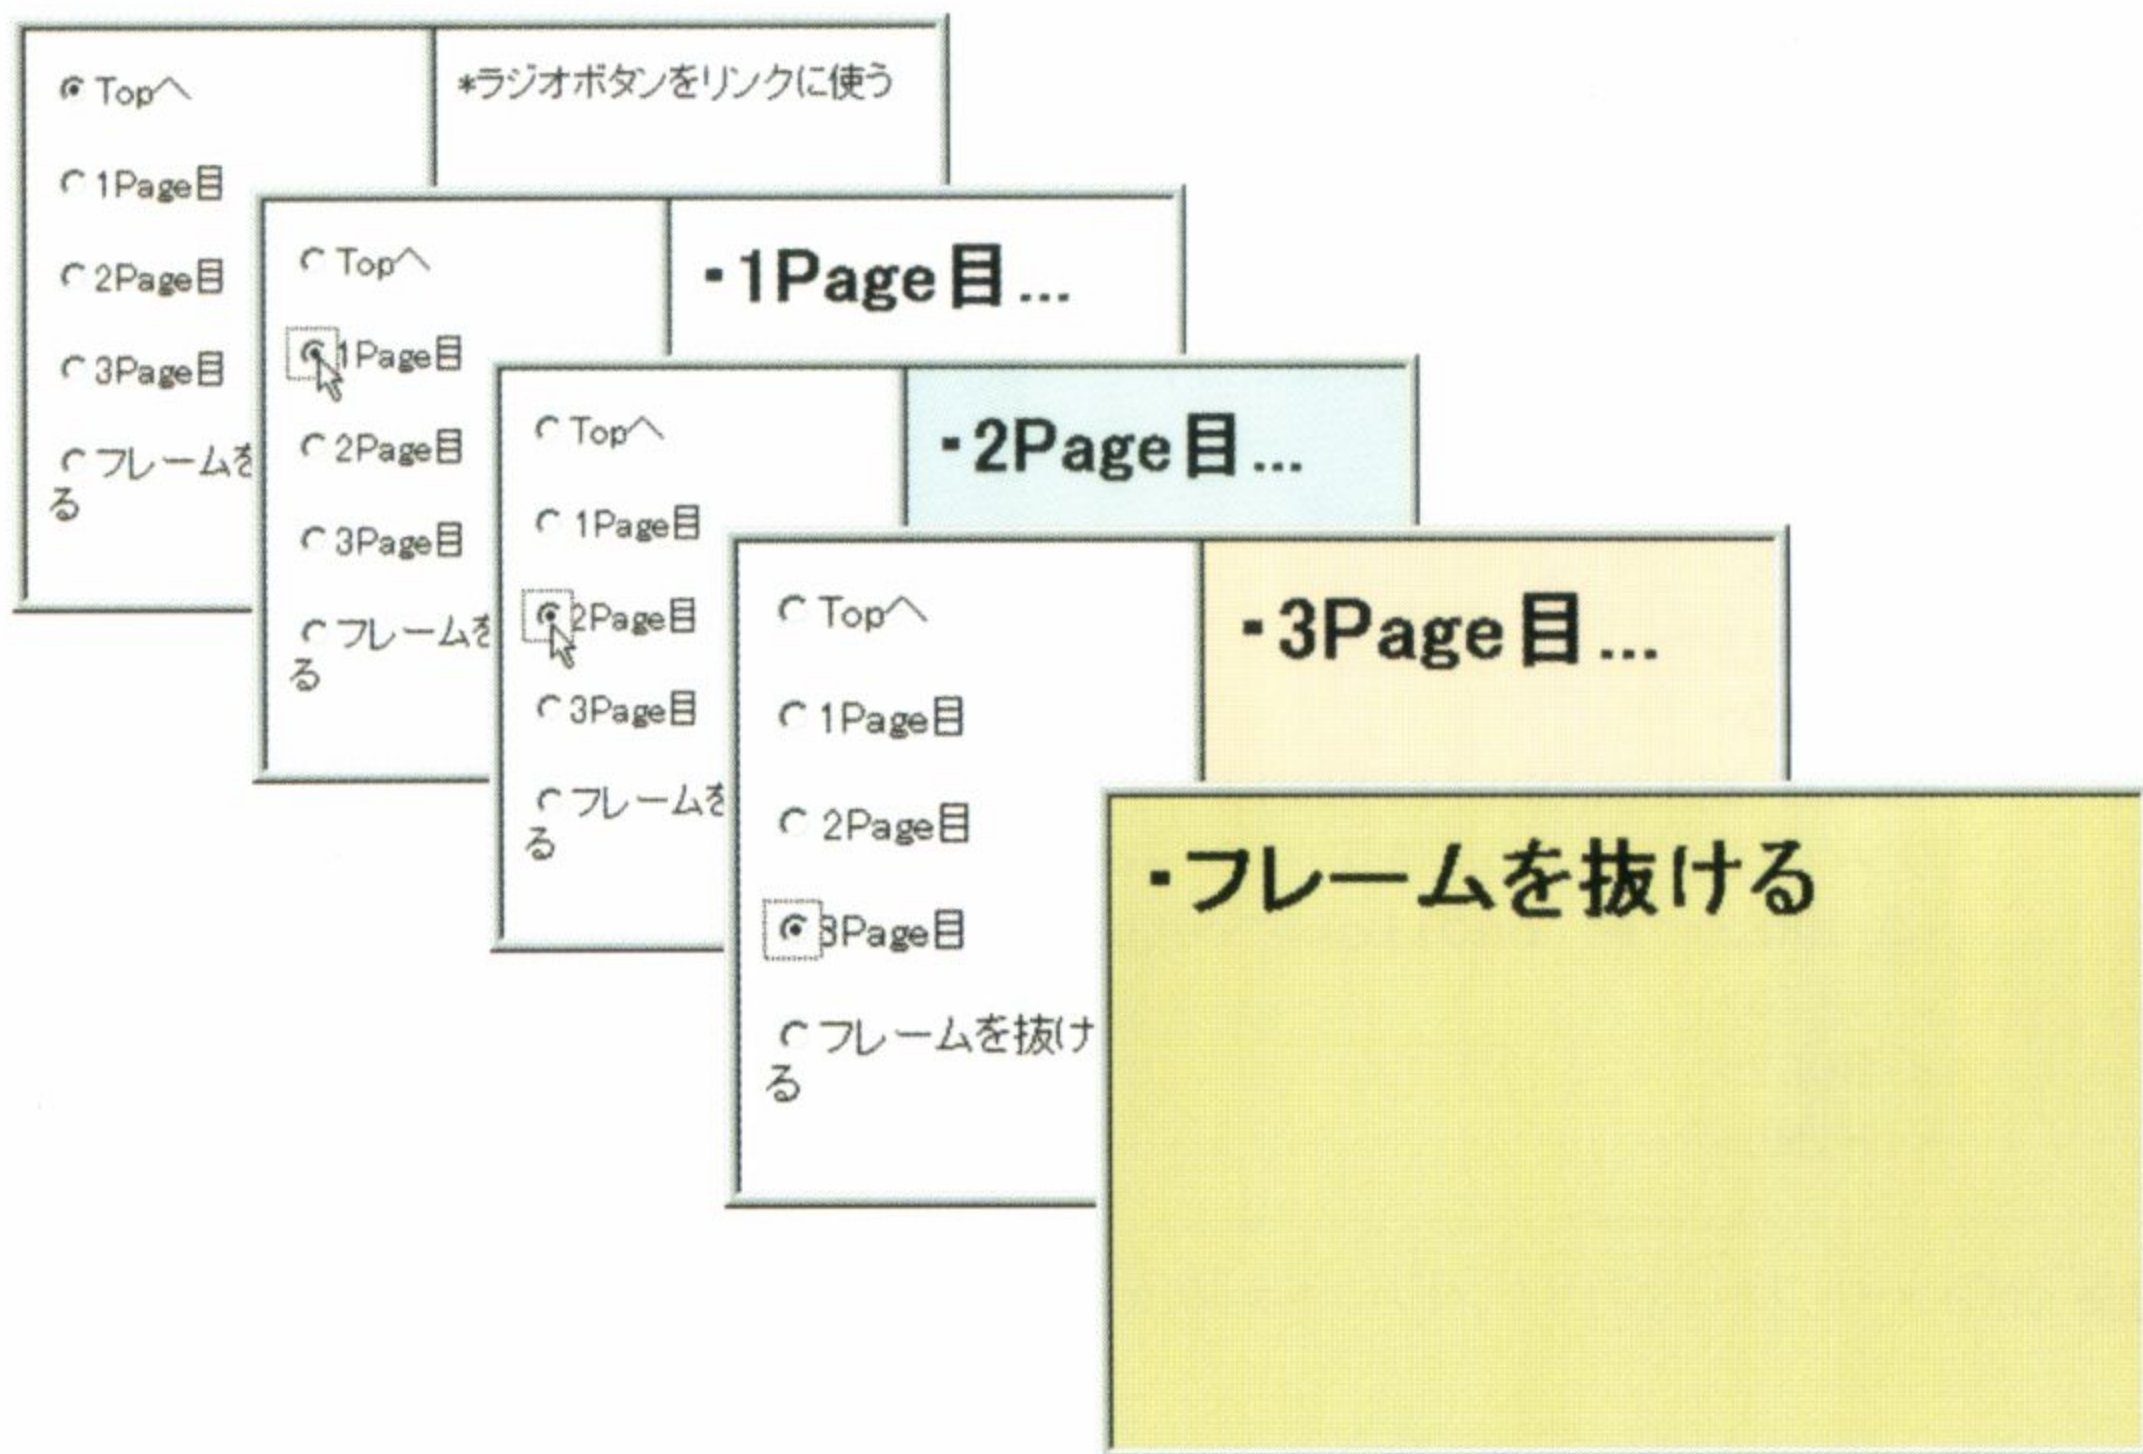 Topへ
1Page目
2Page目
3Page目
フレームを
る
*ラジオボタンをリンクに使う
Topへ
1Page目
2Page目
3Page目
フレームを
る
・1Page目...
Topへ
1Page目
2Page目
3Page目
フレームを
る
・2Page目...
Topへ
1Page目
2Page目
3Page目
フレームを抜け
る
・3Page目...
・フレームを抜ける